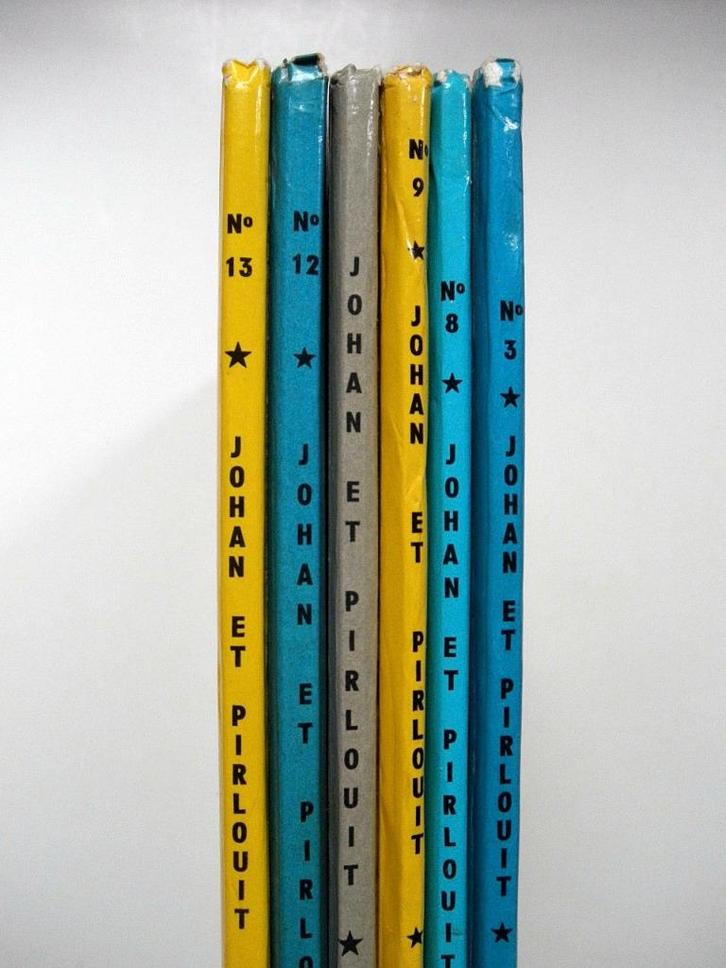 Nº 13 ★ JOHAN ET PIRLOUIT
Nº 12 ★ JOHAN ET PIRLO
JOHAN ET PIRLOUIT ★
Nº 9 ★ JOHAN ET PIRLOUIT ★
Nº 8 ★ JOHAN ET PIRLOUIT
Nº 3 ★ JOHAN ET PIRLOUIT ★